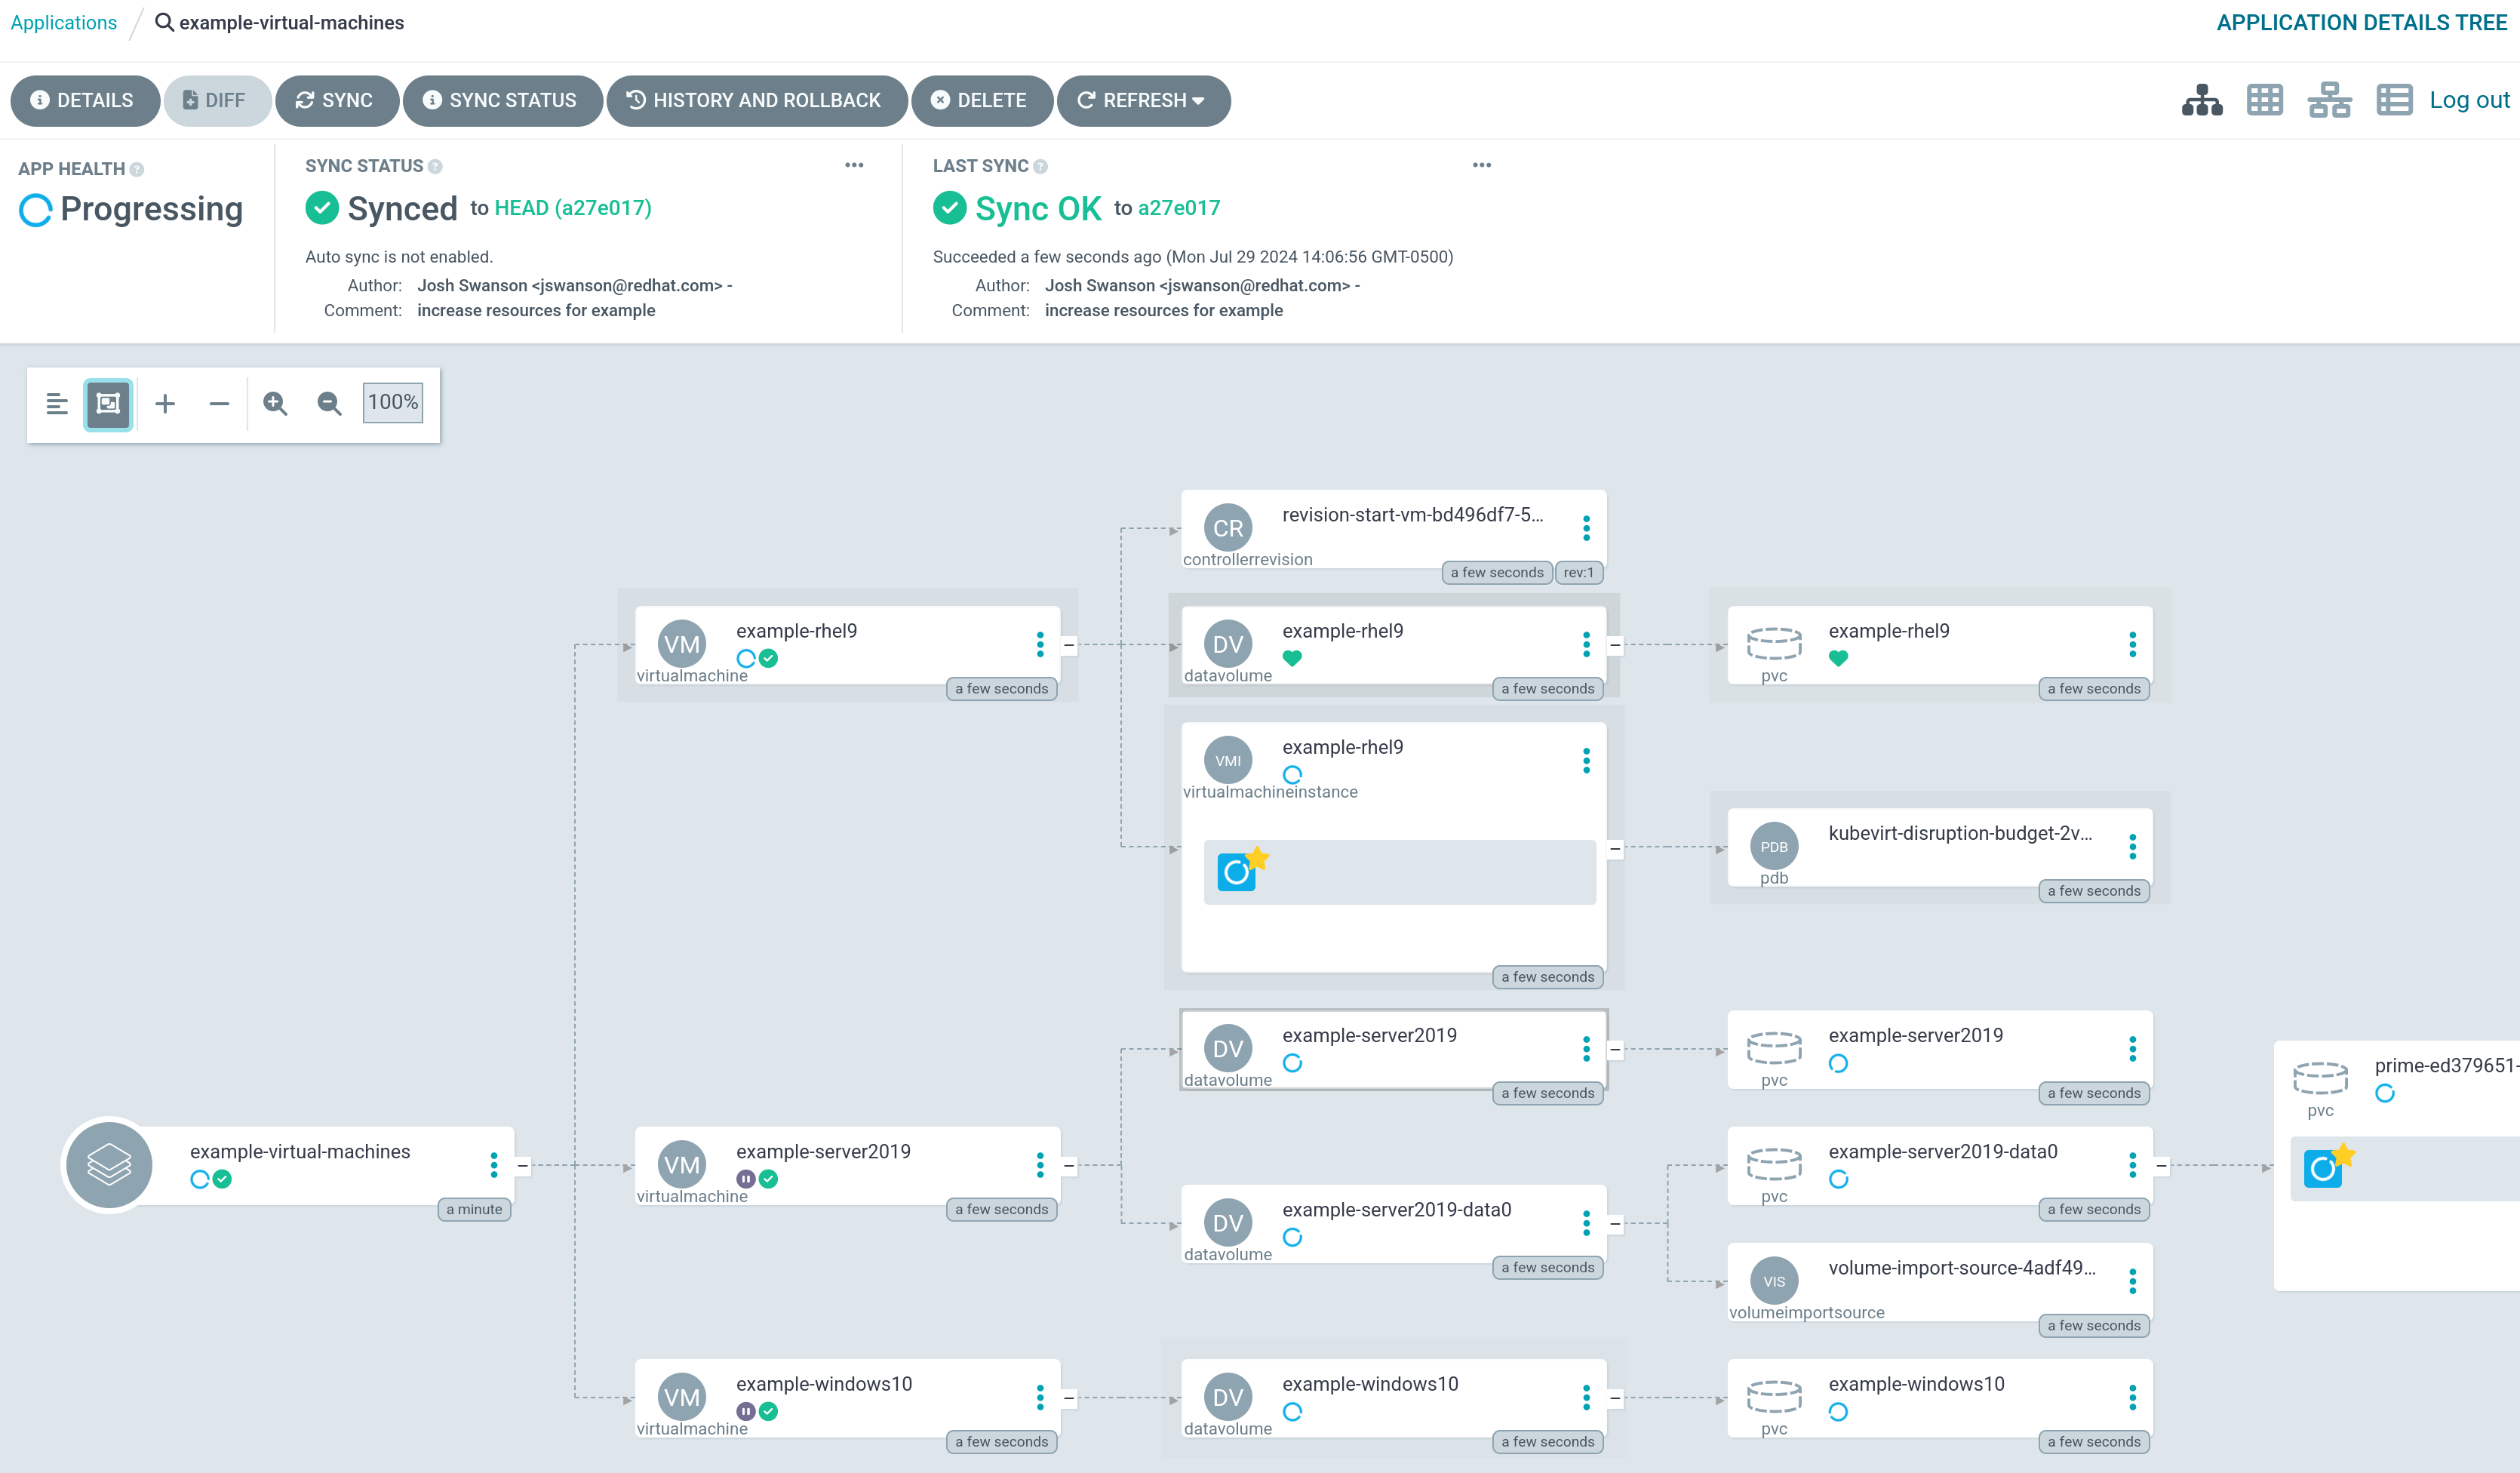 Applications
example-virtual-machines
APPLICATION DETAILS TREE
DETAILS
DIFF
SYNC
SYNC STATUS
HISTORY AND ROLLBACK
DELETE
REFRESH
Log out
APP HEALTH
Progressing
SYNC STATUS
Synced to HEAD (a27e017)
Auto sync is not enabled.
Author: Josh Swanson <jswanson@redhat.com> -
Comment: increase resources for example
LAST SYNC
Sync OK to a27e017
Succeeded a few seconds ago (Mon Jul 29 2024 14:06:56 GMT-0500)
Author: Josh Swanson <jswanson@redhat.com> -
Comment: increase resources for example
100%
CR
revision-start-vm-bd496df7-5...
controllerrevision
a few seconds
rev:1
VM
example-rhel9
virtualmachine
a few seconds
DV
example-rhel9
datavolume
a few seconds
example-rhel9
pvc
a few seconds
VMI
example-rhel9
virtualmachineinstance
a few seconds
PDB
kubevirt-disruption-budget-2v...
pdb
a few seconds
DV
example-server2019
datavolume
a few seconds
example-server2019
pvc
a few seconds
prime-ed379651-
pvc
example-virtual-machines
a minute
VM
example-server2019
virtualmachine
a few seconds
DV
example-server2019-data0
datavolume
a few seconds
example-server2019-data0
pvc
a few seconds
VIS
volume-import-source-4adf49...
volumeimportsource
a few seconds
VM
example-windows10
virtualmachine
a few seconds
DV
example-windows10
datavolume
a few seconds
example-windows10
pvc
a few seconds